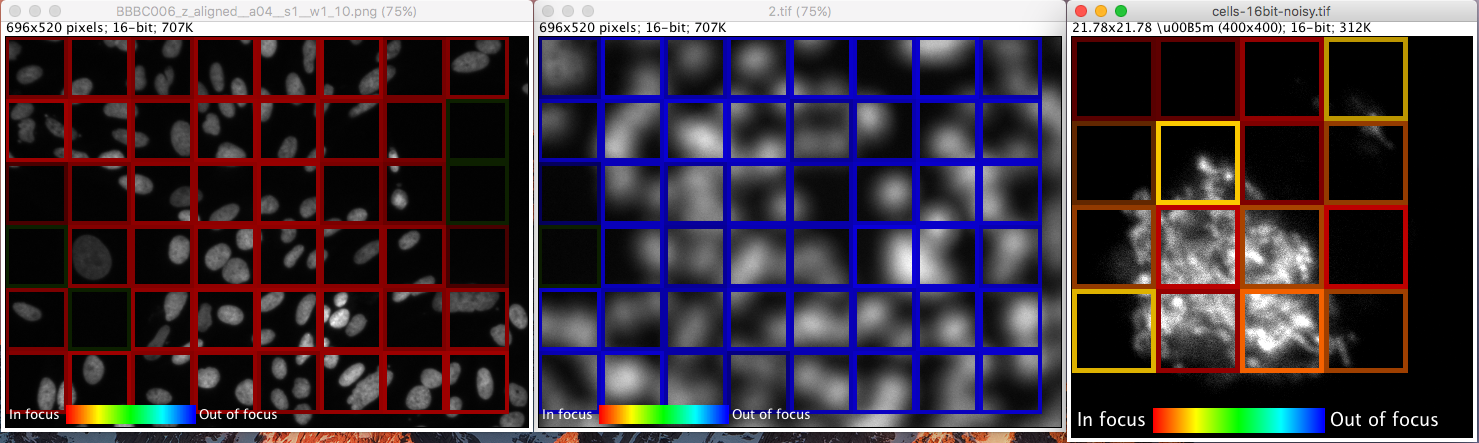 BBBC006_z_aligned__a04__s1__w1_10.png (75%)
696x520 pixels; 16-bit; 707K
In focus
Out of focus
2.tif (75%)
696x520 pixels; 16-bit; 707K
In focus
Out of focus
cells-16bit-noisy.tif
21.78x21.78 \u0085m (400x400); 16-bit; 312K
In focus
Out of focus